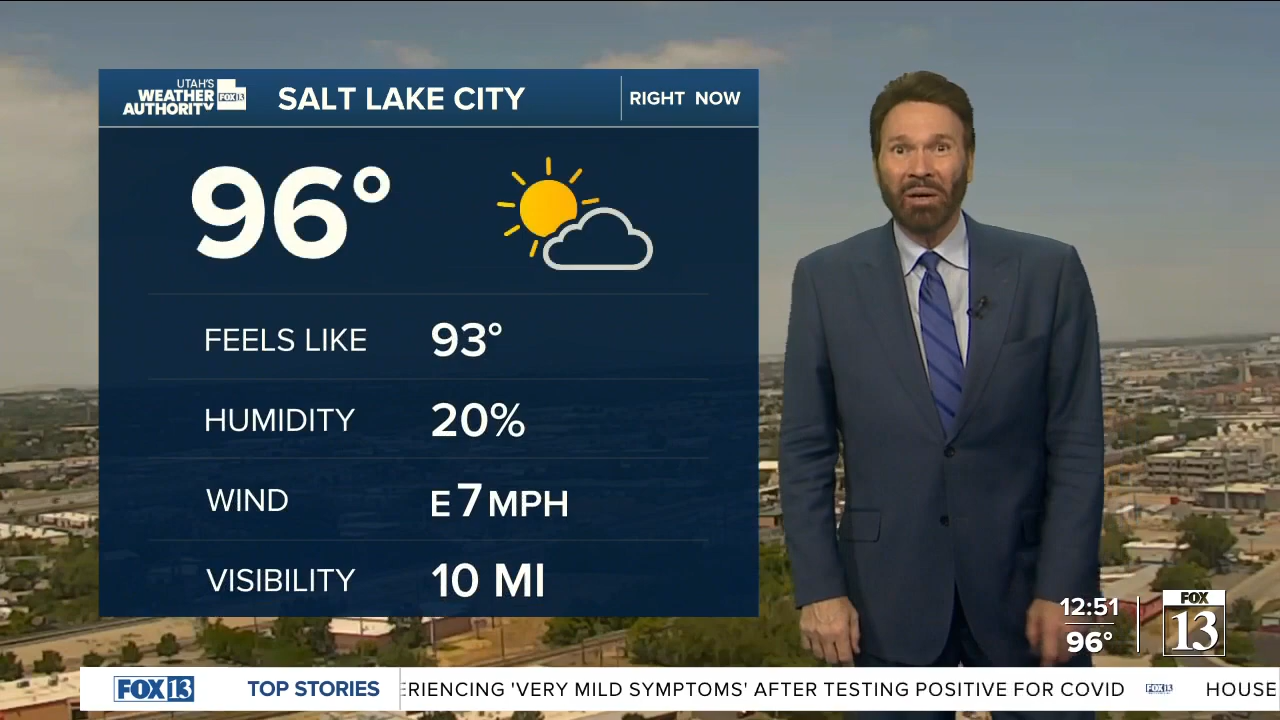 UTAH'S
WEATHER
AUTHORITY
FOX 13
SALT LAKE CITY
RIGHT NOW
96°
FEELS LIKE 93°
HUMIDITY 20%
WIND E 7 MPH
VISIBILITY 10 MI
12:51
96°
FOX
13
FOX 13 TOP STORIES RIENCING 'VERY MILD SYMPTOMS' AFTER TESTING POSITIVE FOR COVID FOX 13 HOUSE